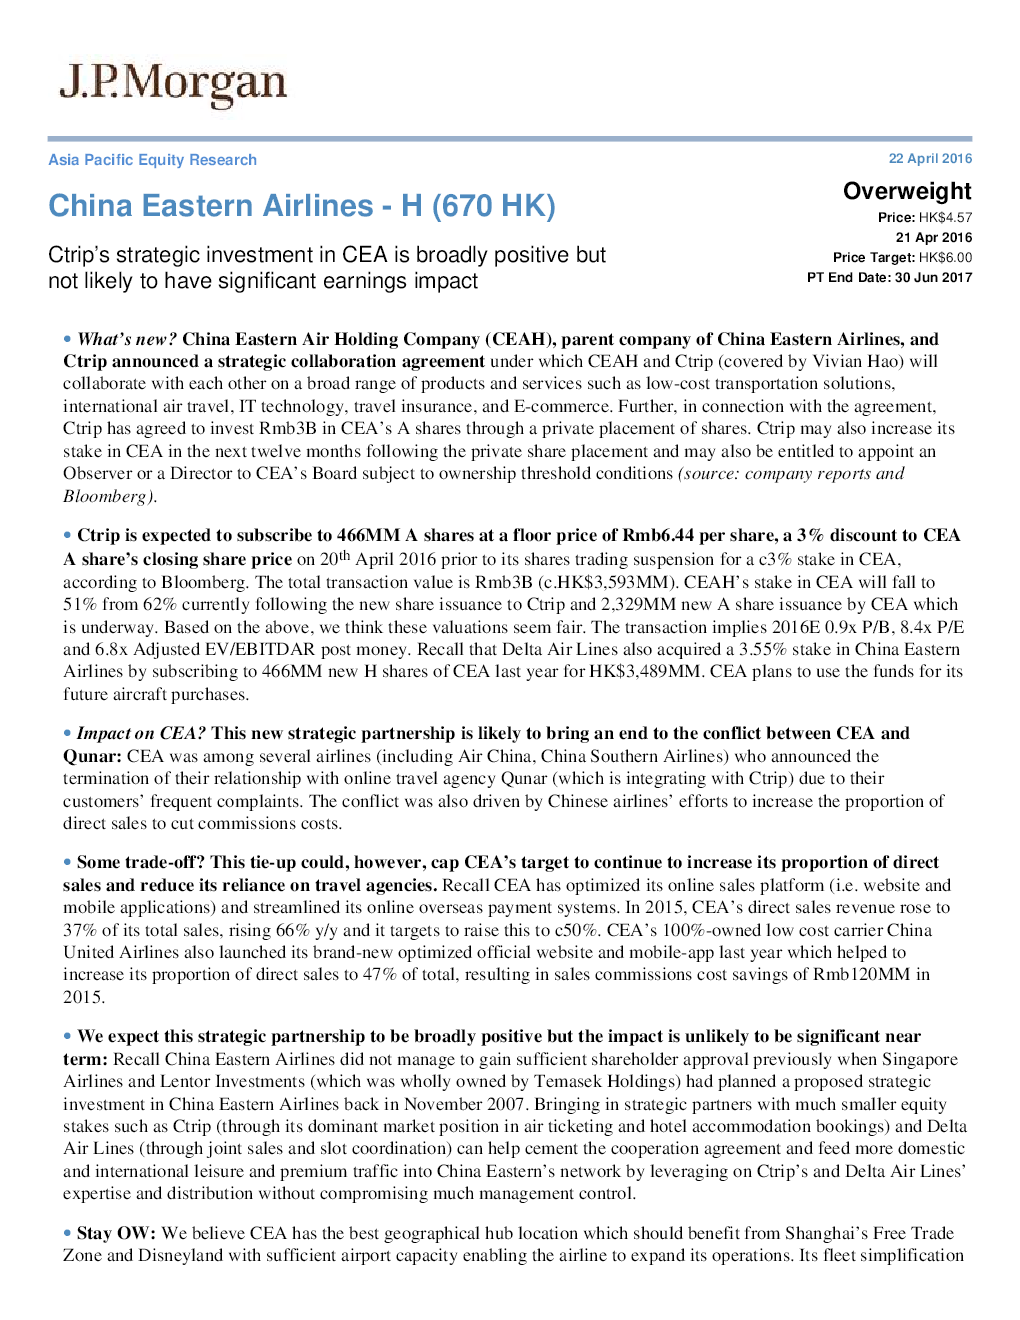 J.P.Morgan
Asia Pacific Equity Research
22 April 2016
China Eastern Airlines - H (670 HK)
Ctrip’s strategic investment in CEA is broadly positive but
not likely to have significant earnings impact
Overweight
Price: HK$4.57
21 Apr 2016
Price Target: HK$6.00
PT End Date: 30 Jun 2017
• What’s new? China Eastern Air Holding Company (CEAH), parent company of China Eastern Airlines, and
Ctrip announced a strategic collaboration agreement under which CEAH and Ctrip (covered by Vivian Hao) will
collaborate with each other on a broad range of products and services such as low-cost transportation solutions,
international air travel, IT technology, travel insurance, and E-commerce. Further, in connection with the agreement,
Ctrip has agreed to invest Rmb3B in CEA’s A shares through a private placement of shares. Ctrip may also increase its
stake in CEA in the next twelve months following the private share placement and may also be entitled to appoint an
Observer or a Director to CEA’s Board subject to ownership threshold conditions (source: company reports and
Bloomberg).
• Ctrip is expected to subscribe to 466MM A shares at a floor price of Rmb6.44 per share, a 3% discount to CEA
A share’s closing share price on 20th April 2016 prior to its shares trading suspension for a c3% stake in CEA,
according to Bloomberg. The total transaction value is Rmb3B (c.HK$3,593MM). CEAH’s stake in CEA will fall to
51% from 62% currently following the new share issuance to Ctrip and 2,329MM new A share issuance by CEA which
is underway. Based on the above, we think these valuations seem fair. The transaction implies 2016E 0.9x P/B, 8.4x P/E
and 6.8x Adjusted EV/EBITDAR post money. Recall that Delta Air Lines also acquired a 3.55% stake in China Eastern
Airlines by subscribing to 466MM new H shares of CEA last year for HK$3,489MM. CEA plans to use the funds for its
future aircraft purchases.
• Impact on CEA? This new strategic partnership is likely to bring an end to the conflict between CEA and
Qunar: CEA was among several airlines (including Air China, China Southern Airlines) who announced the
termination of their relationship with online travel agency Qunar (which is integrating with Ctrip) due to their
customers’ frequent complaints. The conflict was also driven by Chinese airlines’ efforts to increase the proportion of
direct sales to cut commissions costs.
• Some trade-off? This tie-up could, however, cap CEA’s target to continue to increase its proportion of direct
sales and reduce its reliance on travel agencies. Recall CEA has optimized its online sales platform (i.e. website and
mobile applications) and streamlined its online overseas payment systems. In 2015, CEA’s direct sales revenue rose to
37% of its total sales, rising 66% y/y and it targets to raise this to c50%. CEA’s 100%-owned low cost carrier China
United Airlines also launched its brand-new optimized official website and mobile-app last year which helped to
increase its proportion of direct sales to 47% of total, resulting in sales commissions cost savings of Rmb120MM in
2015.
• We expect this strategic partnership to be broadly positive but the impact is unlikely to be significant near
term: Recall China Eastern Airlines did not manage to gain sufficient shareholder approval previously when Singapore
Airlines and Lentor Investments (which was wholly owned by Temasek Holdings) had planned a proposed strategic
investment in China Eastern Airlines back in November 2007. Bringing in strategic partners with much smaller equity
stakes such as Ctrip (through its dominant market position in air ticketing and hotel accommodation bookings) and Delta
Air Lines (through joint sales and slot coordination) can help cement the cooperation agreement and feed more domestic
and international leisure and premium traffic into China Eastern’s network by leveraging on Ctrip’s and Delta Air Lines’
expertise and distribution without compromising much management control.
• Stay OW: We believe CEA has the best geographical hub location which should benefit from Shanghai’s Free Trade
Zone and Disneyland with sufficient airport capacity enabling the airline to expand its operations. Its fleet simplification